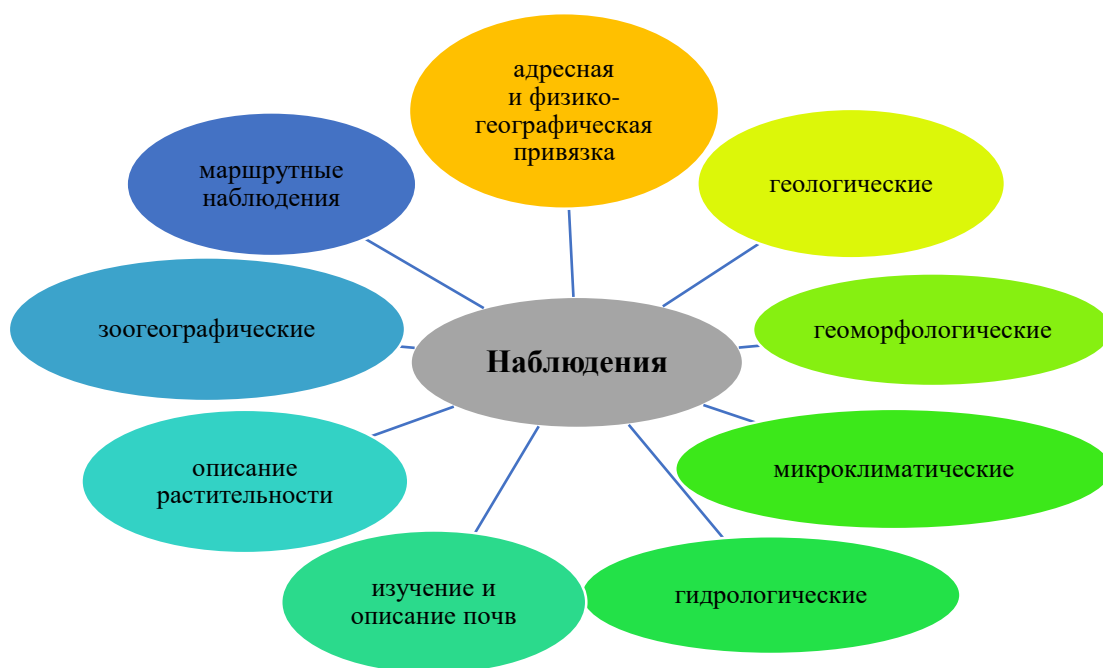 адресная
и физико-
географическая
привязка
геологические
геоморфологические
микроклиматические
гидрологические
изучение и
описание почв
описание
растительности
зоогеографические
маршрутные
наблюдения
Наблюдения